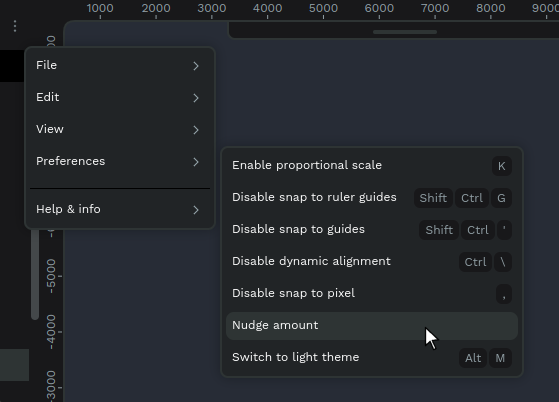 1000 2000 3000 4000 5000 6000 7000 8000 9000
File
Edit
View
Preferences
Help & info
Enable proportional scale K
Disable snap to ruler guides Shift Ctrl G
Disable snap to guides Shift Ctrl '
Disable dynamic alignment Ctrl \
Disable snap to pixel ,
Nudge amount
Switch to light theme Alt M
-5000
-4000
-3000